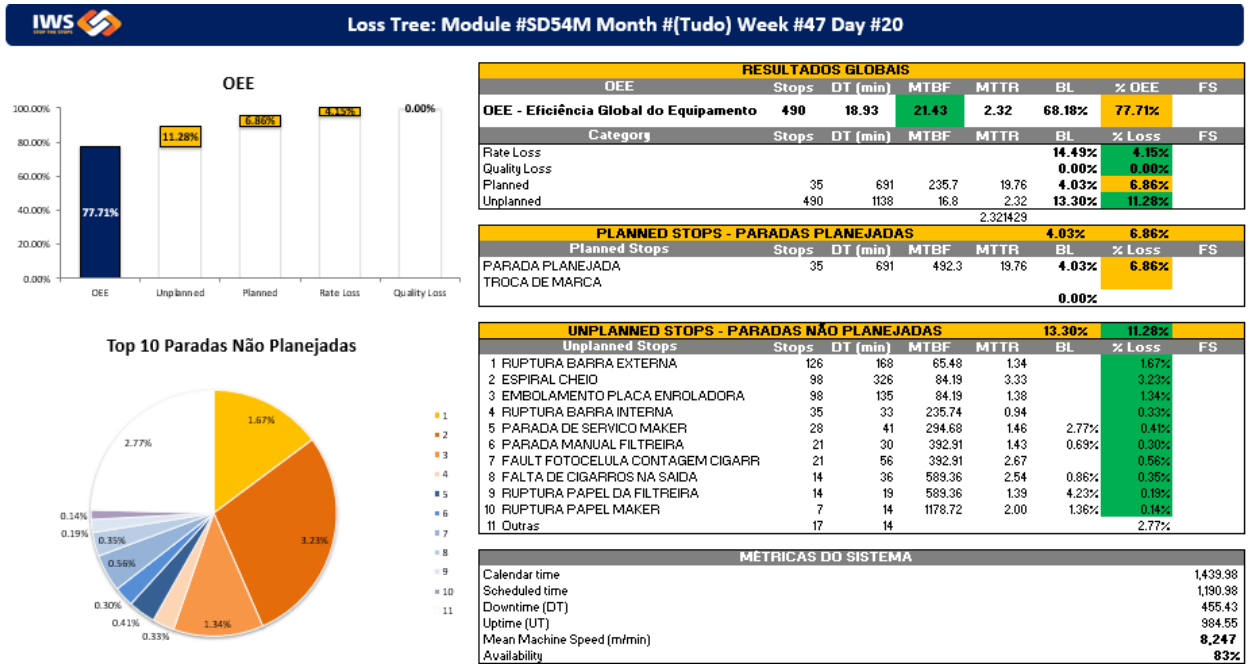 IWS
STOP THE STOPS
Loss Tree: Module #SD54M Month #(Tudo) Week #47 Day #20
OEE
100.00%
80.00%
60.00%
40.00%
20.00%
0.00%
77.71%
11.28%
6.86%
4.15%
0.00%
OEE Unplanned Planned Rate Loss Quality Loss
Top 10 Paradas Não Planejadas
1.67%
3.23%
1.34%
0.33%
0.41%
0.30%
0.56%
0.35%
0.19%
0.14%
2.77%
1
2
3
4
5
6
7
8
9
10
11
RESULTADOS GLOBAIS
OEE Stops DT (min) MTBF MTTR BL % OEE FS
OEE - Eficiência Global do Equipamento 490 18.93 21.43 2.32 68.18% 77.71%
Category Stops DT (min) MTBF MTTR BL % Loss FS
Rate Loss 14.49% 4.15%
Quality Loss 0.00% 0.00%
Planned 35 691 235.7 19.76 4.03% 6.86%
Unplanned 490 1138 16.8 2.32 13.30% 11.28%
2.321429
PLANNED STOPS - PARADAS PLANEJADAS 4.03% 6.86%
Planned Stops Stops DT (min) MTBF MTTR BL % Loss FS
PARADA PLANEJADA 35 691 492.3 19.76 4.03% 6.86%
TROCA DE MARCA
0.00%
UNPLANNED STOPS - PARADAS NÃO PLANEJADAS 13.30% 11.28%
Unplanned Stops Stops DT (min) MTBF MTTR BL % Loss FS
1 RUPTURA BARRA EXTERNA 126 168 65.48 1.34 1.67%
2 ESPIRAL CHEIO 98 326 84.19 3.33 3.23%
3 EMBOLAMENTO PLACA ENROLADORA 98 135 84.19 1.38 1.34%
4 RUPTURA BARRA INTERNA 35 33 235.74 0.94 0.33%
5 PARADA DE SERVICO MAKER 28 41 294.68 1.46 2.77% 0.41%
6 PARADA MANUAL FILTREIRA 21 30 392.91 1.43 0.69% 0.30%
7 FAULT FOTOCELULA CONTAGEM CIGARR 21 56 392.91 2.67 0.56%
8 FALTA DE CIGARROS NA SAIDA 14 36 589.36 2.54 0.86% 0.35%
9 RUPTURA PAPEL DA FILTREIRA 14 19 589.36 1.39 4.23% 0.19%
10 RUPTURA PAPEL MAKER 7 14 1178.72 2.00 1.36% 0.14%
11 Outras 17 14 2.77%
MÉTRICAS DO SISTEMA
Calendar time 1,439.98
Scheduled time 1,190.98
Downtime (DT) 455.43
Uptime (UT) 984.55
Mean Machine Speed (m/min) 8,247
Availability 83%